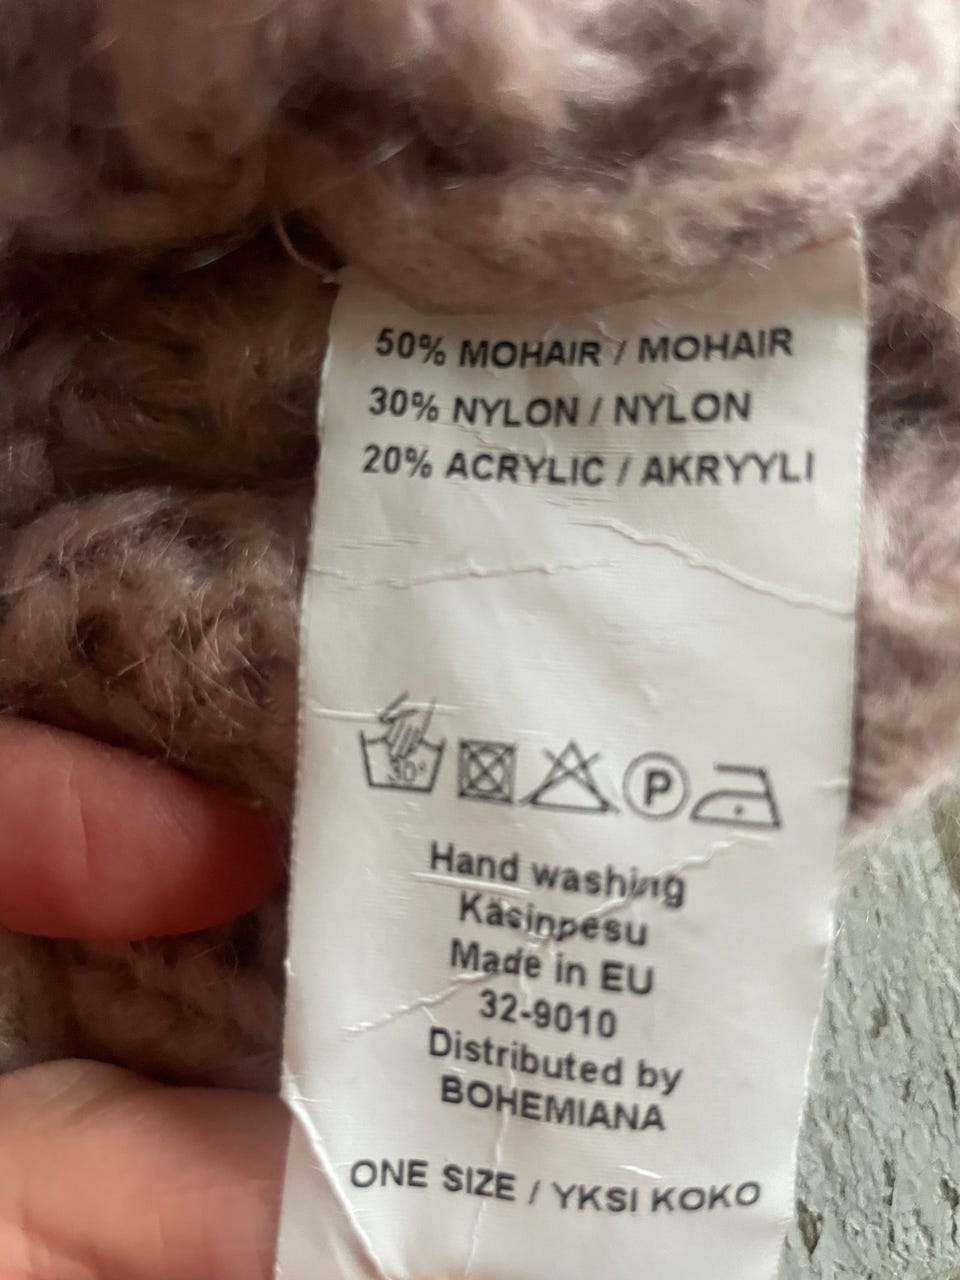 50% MOHAIR / MOHAIR
30% NYLON / NYLON
20% ACRYLIC / AKRYYLI
30° P
Hand washing
Käsinpesu
Made in EU
32-9010
Distributed by
BOHEMIANA
ONE SIZE / YKSI KOKO